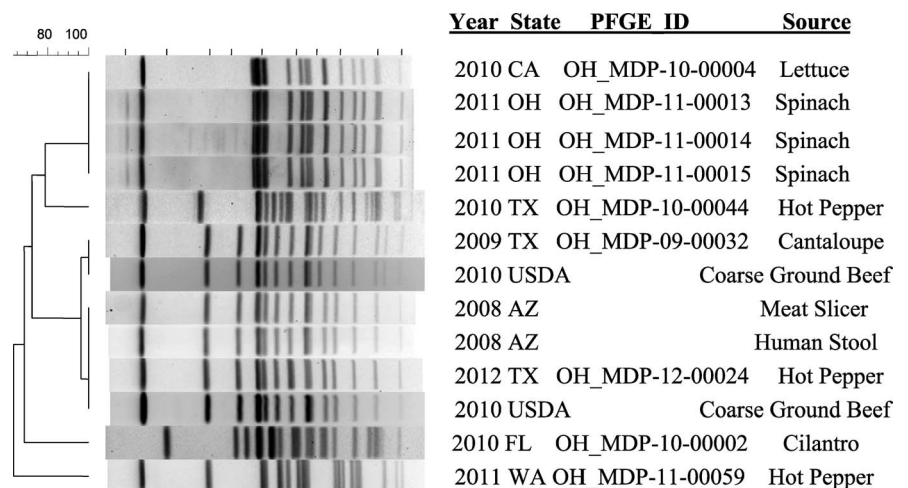 Year State PFGE_ID Source
80 100
2010 CA OH_MDP-10-00004 Lettuce
2011 OH OH_MDP-11-00013 Spinach
2011 OH OH_MDP-11-00014 Spinach
2011 OH OH_MDP-11-00015 Spinach
2010 TX OH_MDP-10-00044 Hot Pepper
2009 TX OH_MDP-09-00032 Cantaloupe
2010 USDA Coarse Ground Beef
2008 AZ Meat Slicer
2008 AZ Human Stool
2012 TX OH_MDP-12-00024 Hot Pepper
2010 USDA Coarse Ground Beef
2010 FL OH_MDP-10-00002 Cilantro
2011 WA OH_MDP-11-00059 Hot Pepper